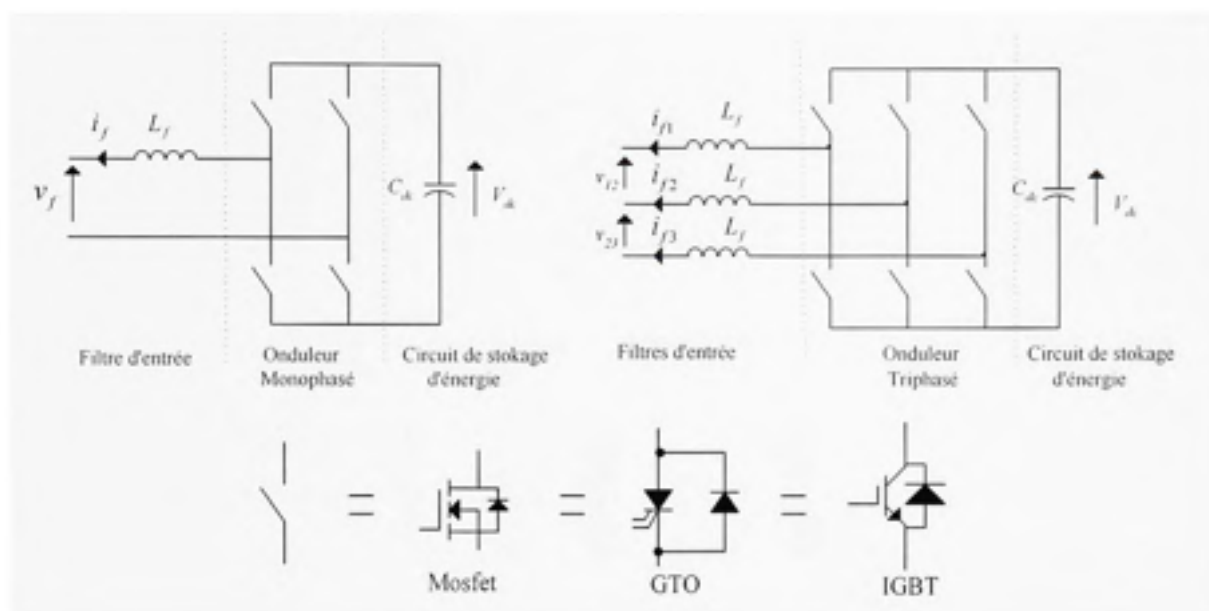 i_f L_f
v_f
C_dc
V_dc
Filtre d'entrée
Onduleur
Monophasé
Circuit de stokage
d'énergie
i_f1 L_f
v_12
i_f2 L_f
v_23
i_f3 L_f
C_dc
V_dc
Filtres d'entrée
Onduleur
Triphasé
Circuit de stokage
d'énergie
= = =
Mosfet
GTO
IGBT